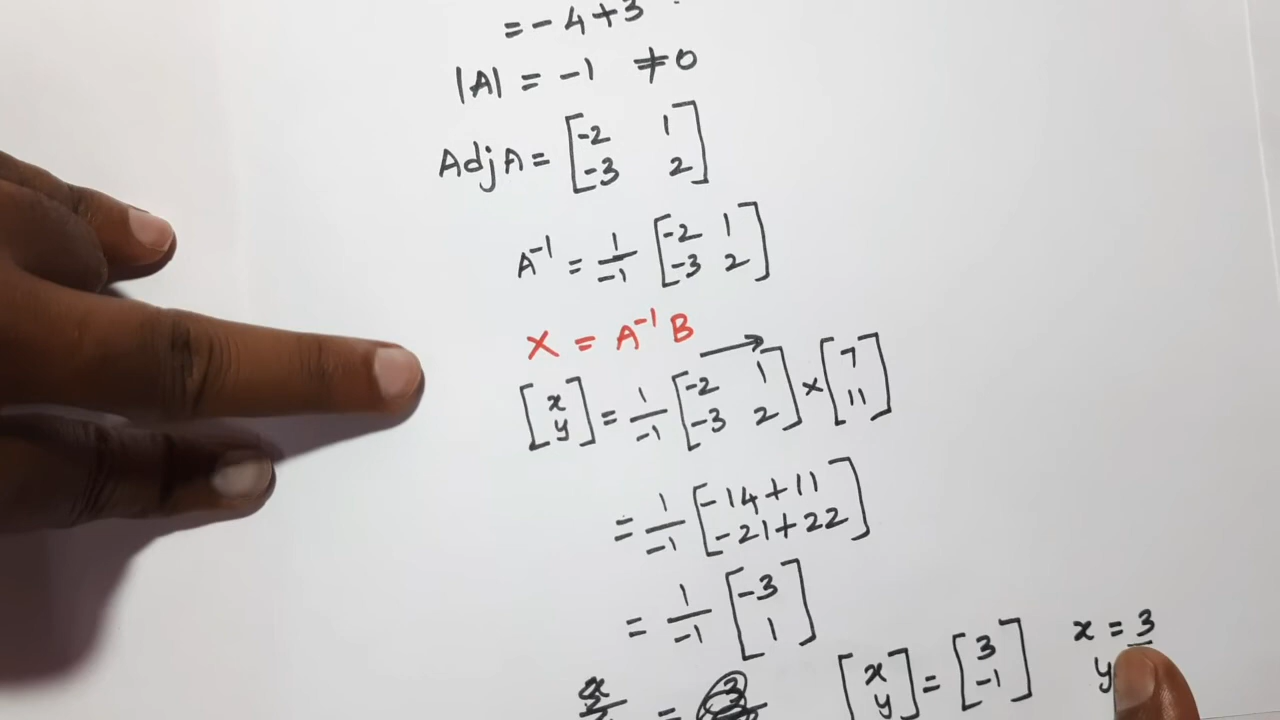 = -4+3
|A| = -1 ≠0
Adj A = [-2 1
-3 2]
A⁻¹ = 1/-1 [-2 1
-3 2]
X = A⁻¹ B
[x
y] = 1/-1 [-2 1
-3 2] × [7
11]
= 1/-1 [-14+11
-21+22]
= 1/-1 [-3
1]
[x
y] = [3
-1]
x = 3
y